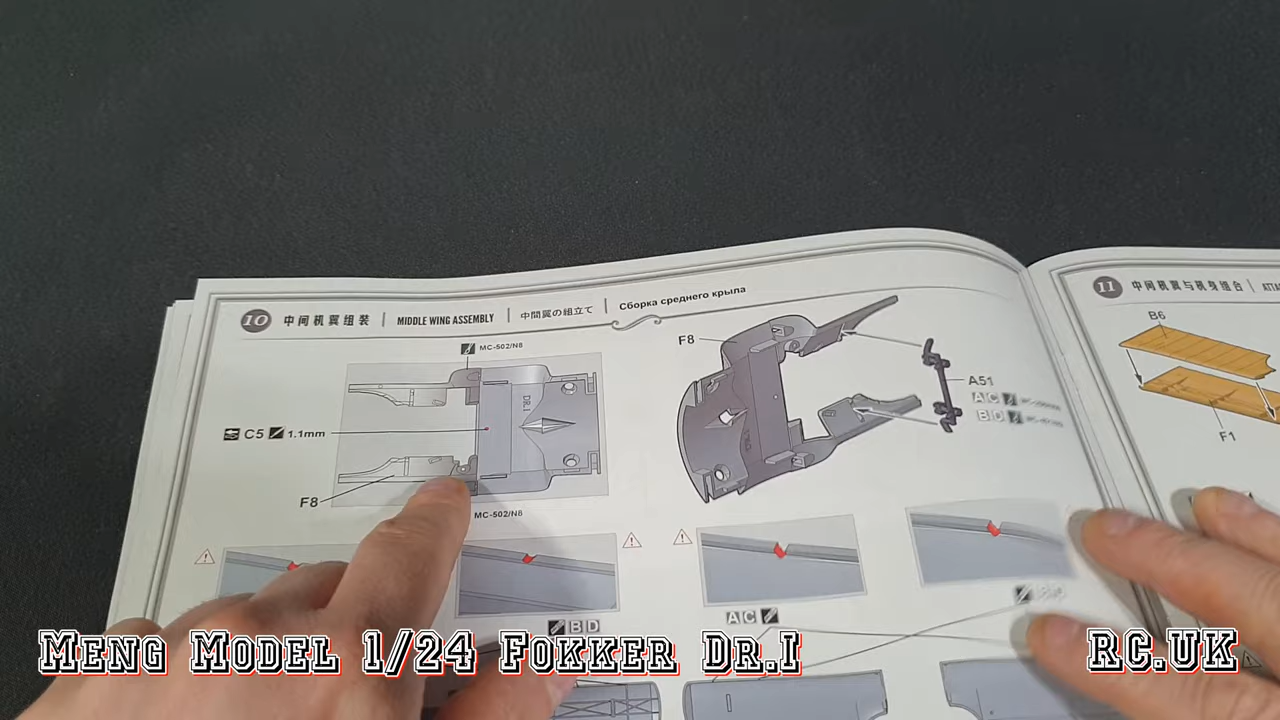 10 中间机翼组装 | MIDDLE WING ASSEMBLY | 中間翼の組立て | Сборка среднего крыла
MC-502/N8
DR.I
C5 1.1mm
F8
MC-502/N8
F8
A51
A C
B D
B D
A C
11 中间机翼与机身组合
B6
F1
Meng Model 1/24 Fokker Dr.I
RC.UK